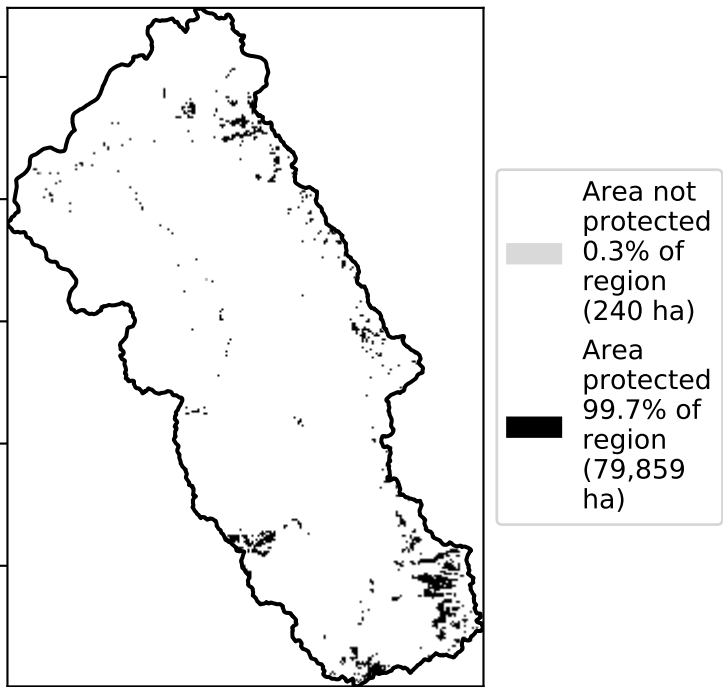 Area not
protected
0.3% of
region
(240 ha)
Area
protected
99.7% of
region
(79,859
ha)